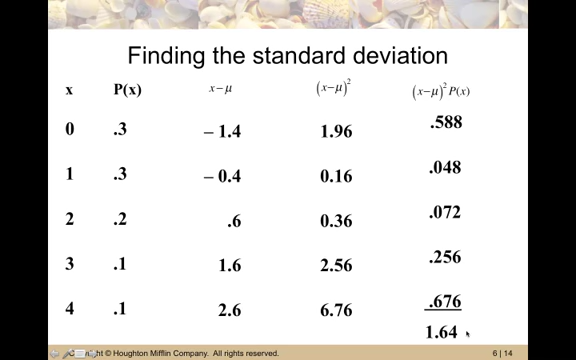 Finding the standard deviation
x P(x) x−μ (x−μ)² (x−μ)² P(x)
0 .3 – 1.4 1.96 .588
1 .3 – 0.4 0.16 .048
2 .2 .6 0.36 .072
3 .1 1.6 2.56 .256
4 .1 2.6 6.76 .676
1.64
ht © Houghton Mifflin Company. All rights reserved. 6 | 14